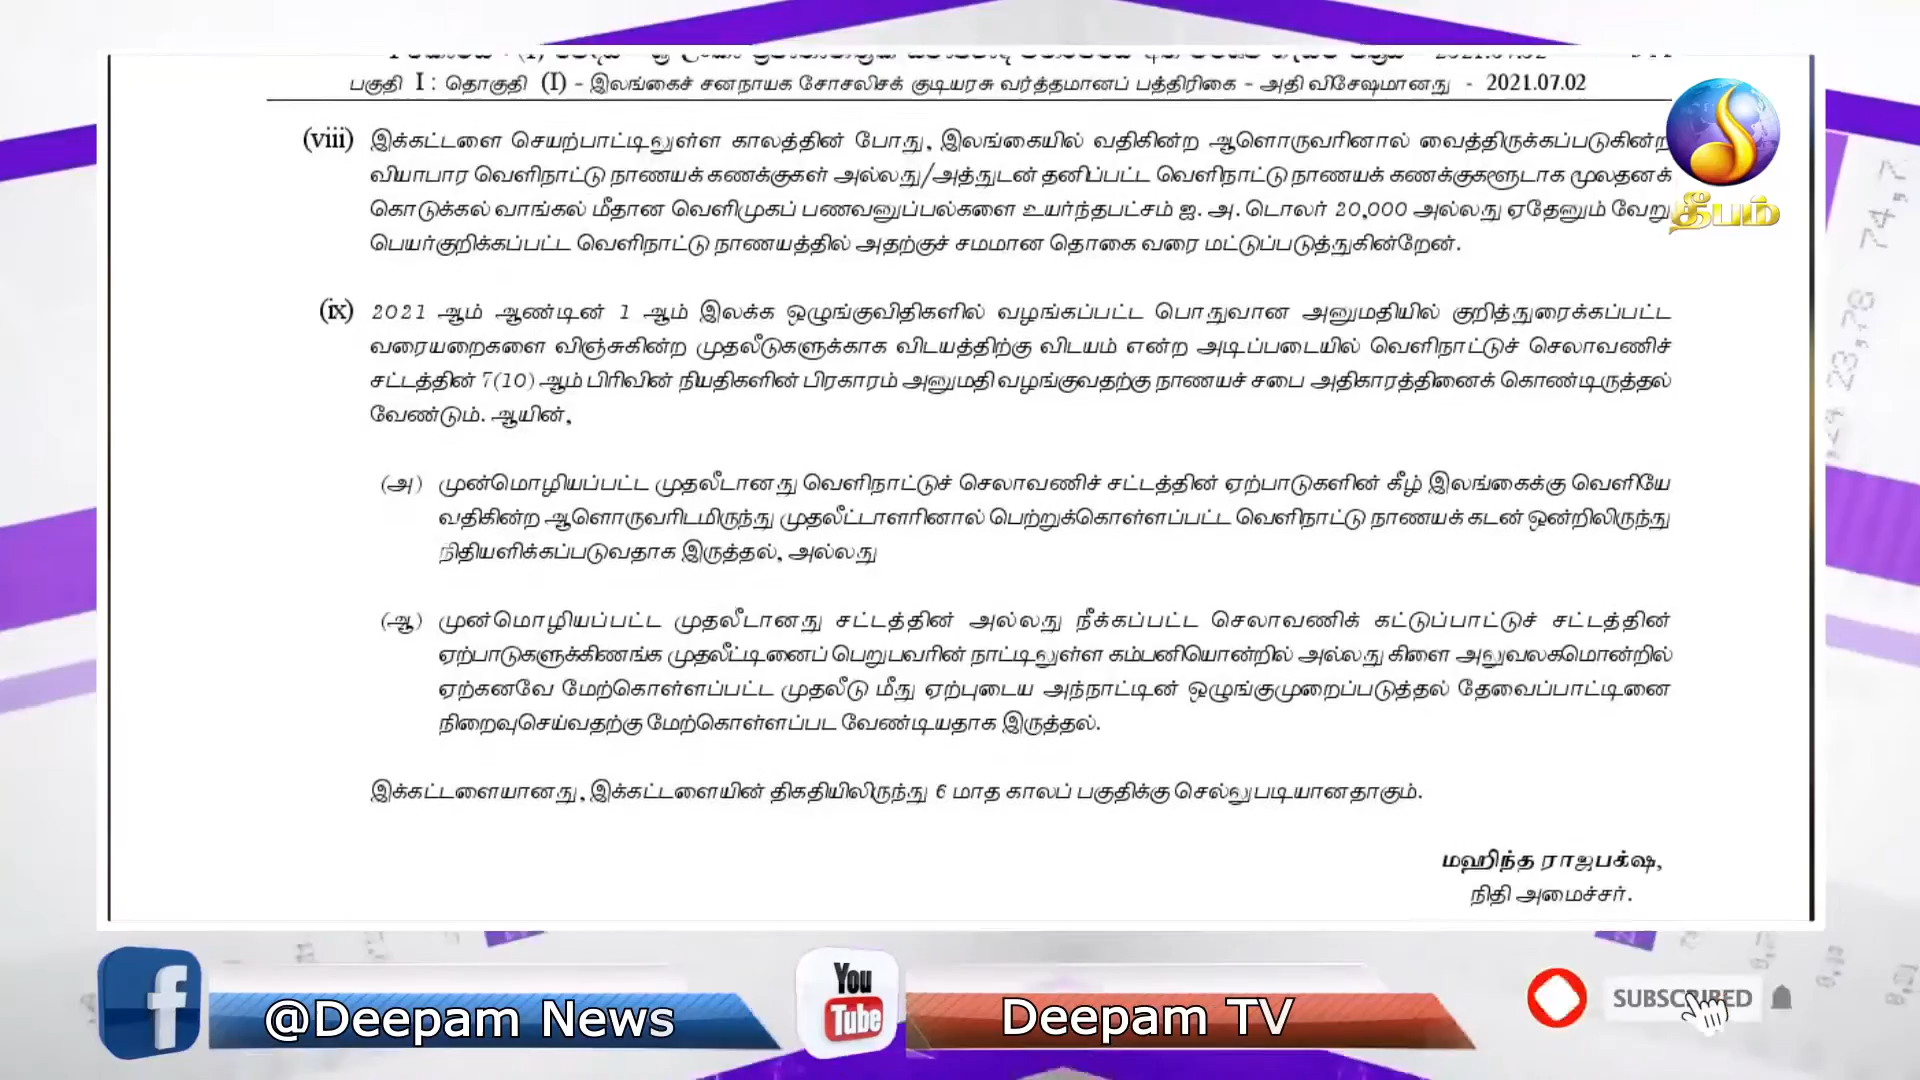 பகுதி I : தொகுதி (I) - இலங்கைச் சனநாயக சோசலிசக் குடியரசு வர்த்தமானப் பத்திரிகை – அதி விசேஷமானது - 2021.07.02
(viii) இக்கட்டளை செயற்பாட்டிலுள்ள காலத்தின் போது, இலங்கையில் வதிகின்ற ஆளொருவரினால் வைத்திருக்கப்படுகின்ற
வியாபார வெளிநாட்டு நாணயக் கணக்குகள் அல்லது/அத்துடன் தனிப்பட்ட வெளிநாட்டு நாணயக் கணக்குகளூடாக மூலதனக்
கொடுக்கல் வாங்கல் மீதான வெளிமுகப் பணவனுப்பல்களை உயர்ந்தபட்சம் ஐ. அ. டொலர் 20,000 அல்லது ஏதேனும் வேறு
பெயர்குறிக்கப்பட்ட வெளிநாட்டு நாணயத்தில் அதற்குச் சமமான தொகை வரை மட்டுப்படுத்துகின்றேன்.
(ix) 2021 ஆம் ஆண்டின் 1 ஆம் இலக்க ஒழுங்குவிதிகளில் வழங்கப்பட்ட பொதுவான அனுமதியில் குறித்துரைக்கப்பட்ட
வரையறைகளை விஞ்சுகின்ற முதலீடுகளுக்காக விடயத்திற்கு விடயம் என்ற அடிப்படையில் வெளிநாட்டுச் செலாவணிச்
சட்டத்தின் 7(10) ஆம் பிரிவின் நியதிகளின் பிரகாரம் அனுமதி வழங்குவதற்கு நாணயச் சபை அதிகாரத்தினைக் கொண்டிருத்தல்
வேண்டும். ஆயின்,
(அ) முன்மொழியப்பட்ட முதலீடானது வெளிநாட்டுச் செலாவணிச் சட்டத்தின் ஏற்பாடுகளின் கீழ் இலங்கைக்கு வெளியே
வதிகின்ற ஆளொருவரிடமிருந்து முதலீட்டாளரினால் பெற்றுக்கொள்ளப்பட்ட வெளிநாட்டு நாணயக் கடன் ஒன்றிலிருந்து
நிதியளிக்கப்படுவதாக இருத்தல், அல்லது
(ஆ) முன்மொழியப்பட்ட முதலீடானது சட்டத்தின் அல்லது நீக்கப்பட்ட செலாவணிக் கட்டுப்பாட்டுச் சட்டத்தின்
ஏற்பாடுகளுக்கிணங்க முதலீட்டினைப் பெறுபவரின் நாட்டிலுள்ள கம்பனியொன்றில் அல்லது கிளை அலுவலகமொன்றில்
ஏற்கனவே மேற்கொள்ளப்பட்ட முதலீடு மீது ஏற்புடைய அந்நாட்டின் ஒழுங்குமுறைப்படுத்தல் தேவைப்பாட்டினை
நிறைவுசெய்வதற்கு மேற்கொள்ளப்பட வேண்டியதாக இருத்தல்.
இக்கட்டளையானது, இக்கட்டளையின் திகதியிலிருந்து 6 மாத காலப் பகுதிக்கு செல்லுபடியானதாகும்.
மஹிந்த ராஜபக்ஷ,
நிதி அமைச்சர்.
தீபம்
@Deepam News
You Tube
Deepam TV
SUBSCRIBED